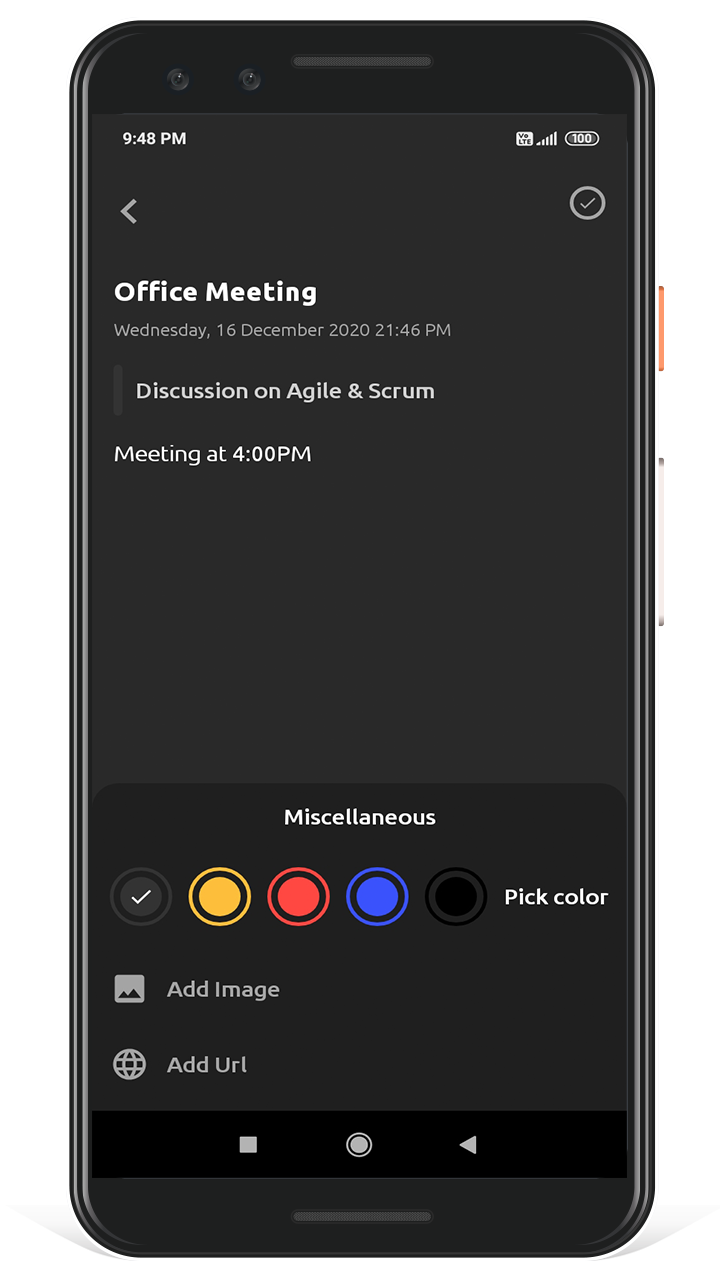 9:48 PM Vo LTE 100
Office Meeting
Wednesday, 16 December 2020 21:46 PM
Discussion on Agile & Scrum
Meeting at 4:00PM
Miscellaneous
Pick color
Add Image
Add Url